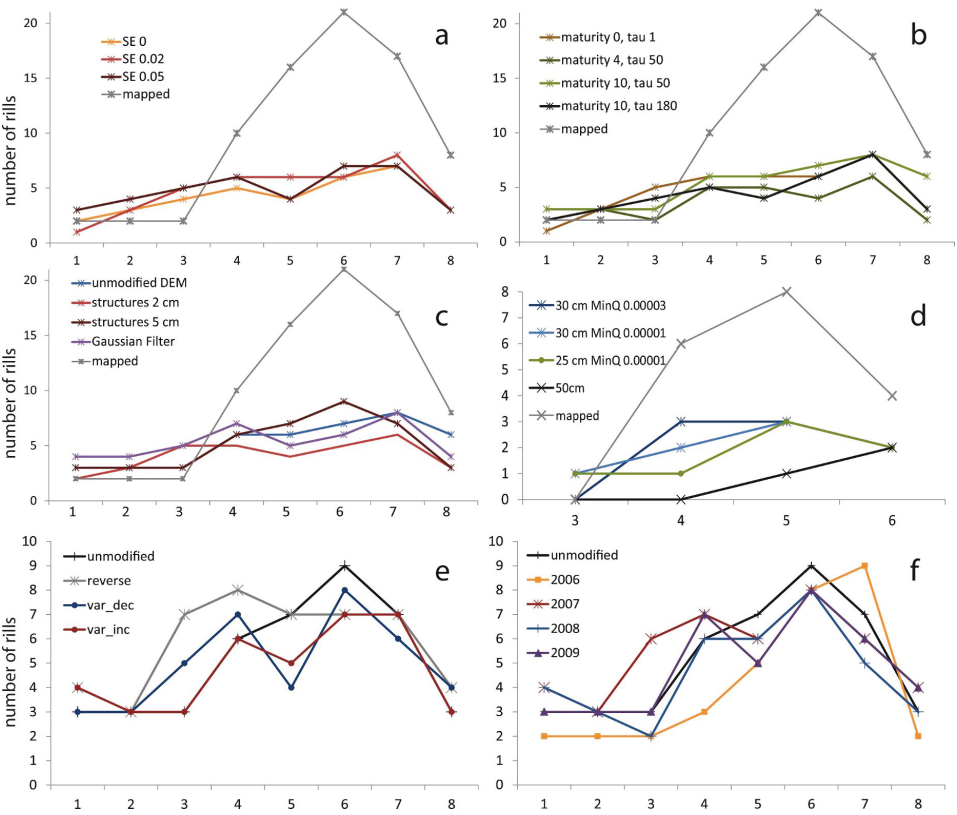 a
SE 0
SE 0.02
SE 0.05
mapped
number of rills
20
15
10
5
0
1 2 3 4 5 6 7 8
b
maturity 0, tau 1
maturity 4, tau 50
maturity 10, tau 50
maturity 10, tau 180
mapped
20
15
10
5
0
1 2 3 4 5 6 7 8
c
unmodified DEM
structures 2 cm
structures 5 cm
Gaussian Filter
mapped
number of rills
20
15
10
5
0
1 2 3 4 5 6 7 8
d
30 cm MinQ 0.00003
30 cm MinQ 0.00001
25 cm MinQ 0.00001
50cm
mapped
8
7
6
5
4
3
2
1
0
3 4 5 6
e
unmodified
reverse
var_dec
var_inc
number of rills
10
9
8
7
6
5
4
3
2
1
0
1 2 3 4 5 6 7 8
f
unmodified
2006
2007
2008
2009
10
9
8
7
6
5
4
3
2
1
0
1 2 3 4 5 6 7 8